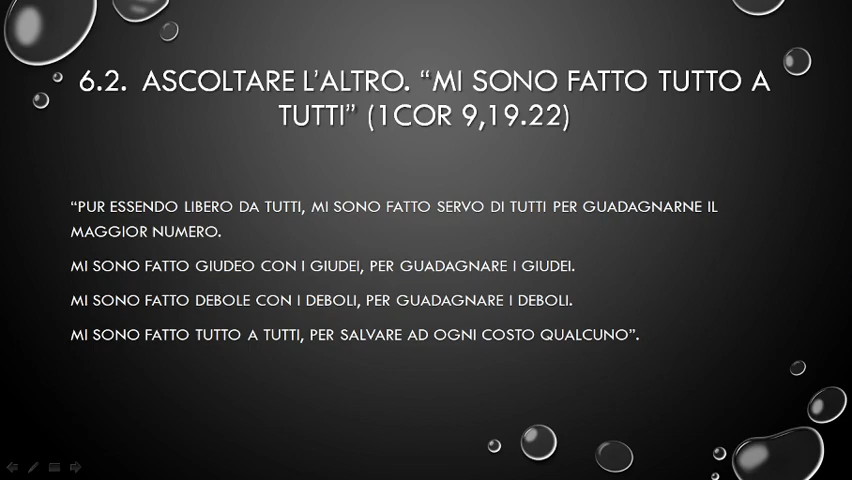 6.2. ASCOLTARE L’ALTRO. “MI SONO FATTO TUTTO A
TUTTI” (1COR 9,19.22)
“PUR ESSENDO LIBERO DA TUTTI, MI SONO FATTO SERVO DI TUTTI PER GUADAGNARNE IL
MAGGIOR NUMERO.
MI SONO FATTO GIUDEO CON I GIUDEI, PER GUADAGNARE I GIUDEI.
MI SONO FATTO DEBOLE CON I DEBOLI, PER GUADAGNARE I DEBOLI.
MI SONO FATTO TUTTO A TUTTI, PER SALVARE AD OGNI COSTO QUALCUNO”.